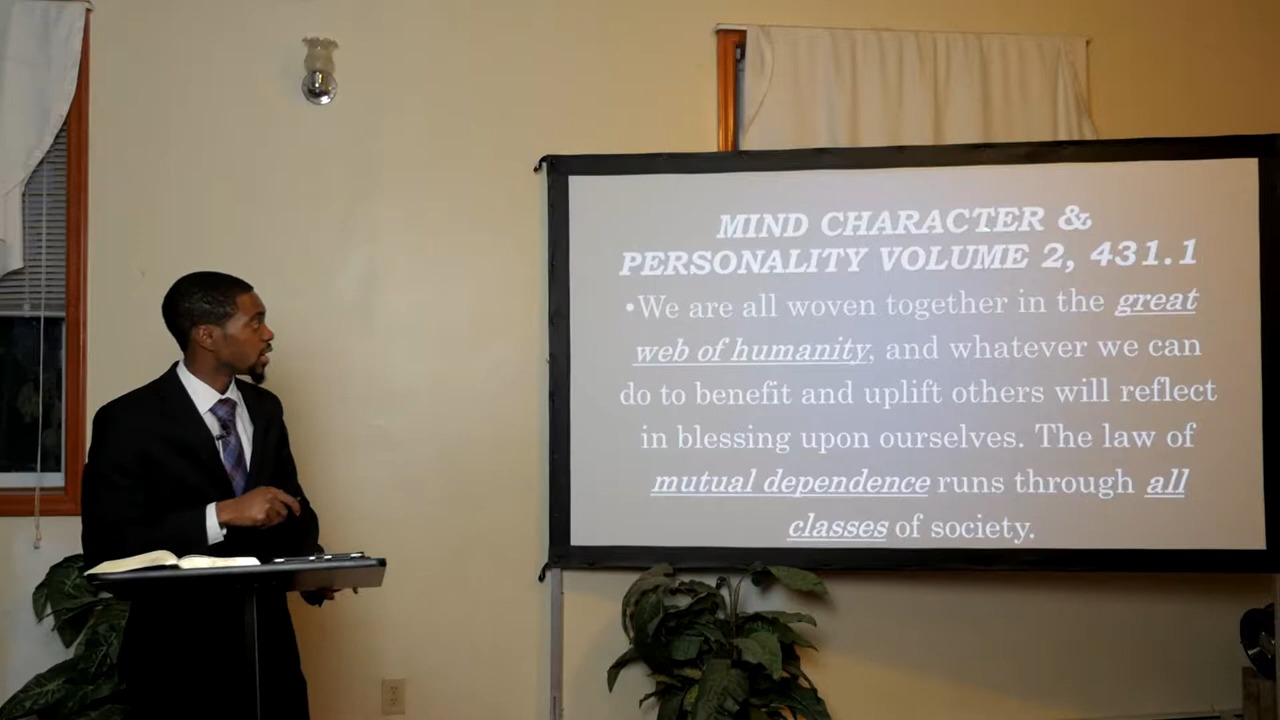 MIND CHARACTER &
PERSONALITY VOLUME 2, 431.1
•We are all woven together in the great
web of humanity, and whatever we can
do to benefit and uplift others will reflect
in blessing upon ourselves. The law of
mutual dependence runs through all
classes of society.